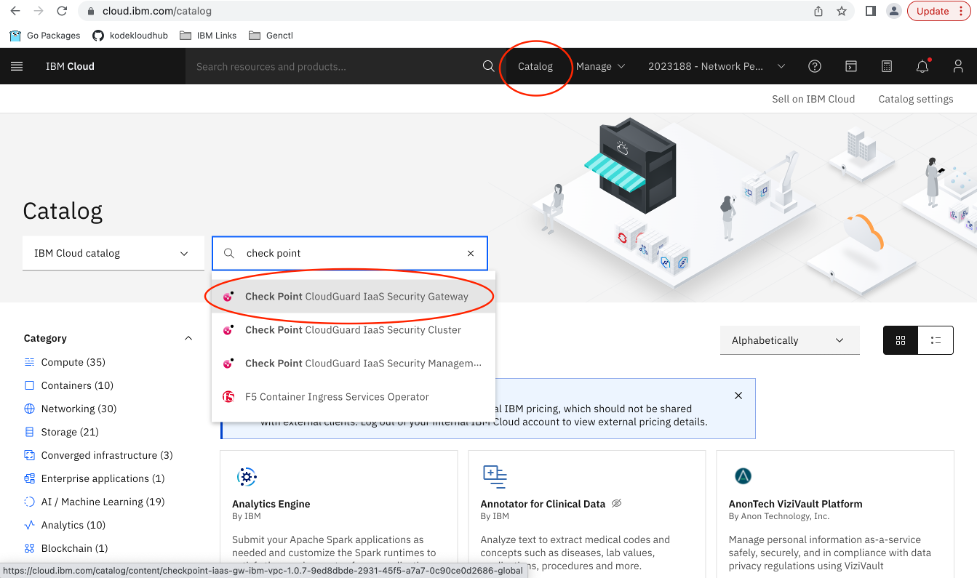 cloud.ibm.com/catalog
Update
Go Packages
kodekloudhub
IBM Links
Genctl
IBM Cloud
Search resources and products...
Catalog
Manage
2023188 - Network Pe...
Sell on IBM Cloud
Catalog settings
Catalog
IBM Cloud catalog
check point
Check Point CloudGuard IaaS Security Gateway
Check Point CloudGuard IaaS Security Cluster
Check Point CloudGuard IaaS Security Managem...
F5 Container Ingress Services Operator
Category
Compute (35)
Containers (10)
Networking (30)
Storage (21)
Converged infrastructure (3)
Enterprise applications (1)
AI / Machine Learning (19)
Analytics (10)
Blockchain (1)
Alphabetically
IBM pricing, which should not be shared
with external clients. Log out of your internal IBM Cloud account to view external pricing details.
Analytics Engine
By IBM
Submit your Apache Spark applications as
needed and customize the Spark runtimes to
Annotator for Clinical Data
By IBM
Analyze text to extract medical codes and
concepts such as diseases, lab values,
procedures and more.
AnonTech ViziVault Platform
By Anon Technology, Inc.
Manage personal information as-a-service
safely, securely, and in compliance with data
privacy regulations using ViziVault
https://cloud.ibm.com/catalog/content/checkpoint-iaas-gw-ibm-vpc-1.0.7-9ed8dbde-2931-45f5-a7a7-0c90ce0d2686-global